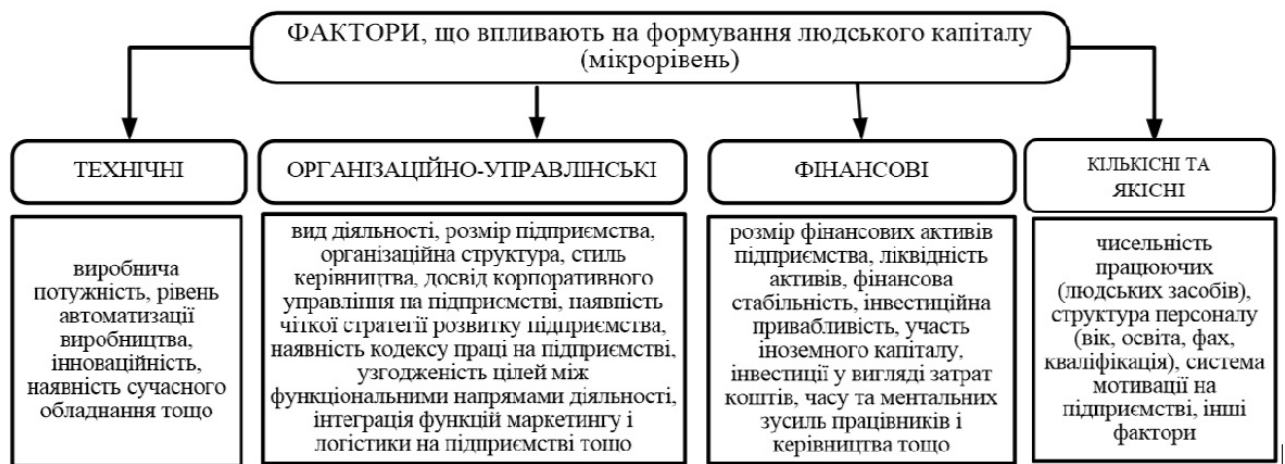 ФАКТОРИ, що впливають на формування людського капіталу
(мікрорівень)
ТЕХНІЧНІ
виробнича
потужність, рівень
автоматизації
виробництва,
інноваційність,
наявність сучасного
обладнання тощо
ОРГАНІЗАЦІЙНО-УПРАВЛІНСЬКІ
вид діяльності, розмір підприємства,
організаційна структура, стиль
керівництва, досвід корпоративного
управління на підприємстві, наявність
чіткої стратегії розвитку підприємства,
наявність кодексу праці на підприємстві,
узгодженість цілей між
функціональними напрямами діяльності,
інтеграція функцій маркетингу і
логістики на підприємстві тощо
ФІНАНСОВІ
розмір фінансових активів
підприємства, ліквідність
активів, фінансова
стабільність, інвестиційна
привабливість, участь
іноземного капіталу,
інвестиції у вигляді затрат
коштів, часу та ментальних
зусиль працівників і
керівництва тощо
КІЛЬКІСНІ ТА
ЯКІСНІ
чисельність
працюючих
(людських засобів),
структура персоналу
(вік, освіта, фах,
кваліфікація), система
мотивації на
підприємстві, інші
фактори